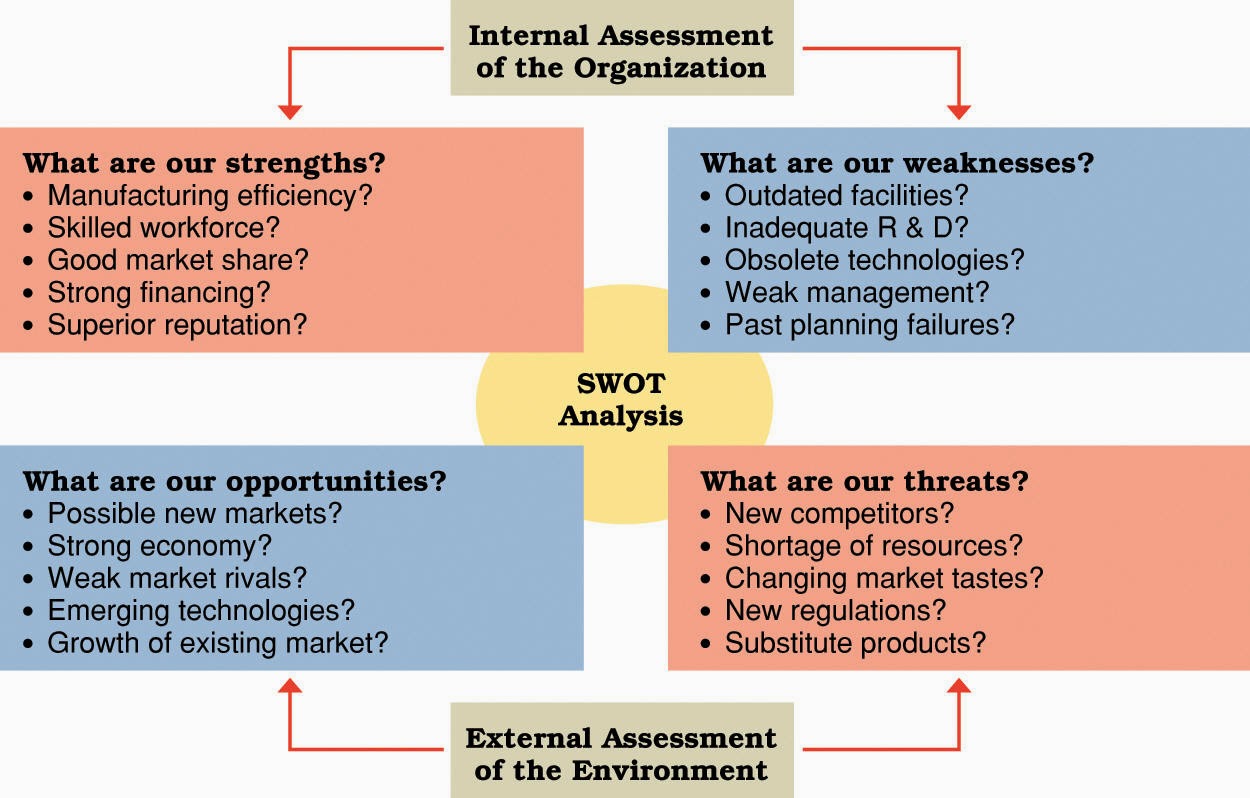 Internal Assessment
of the Organization
What are our strengths?
• Manufacturing efficiency?
• Skilled workforce?
• Good market share?
• Strong financing?
• Superior reputation?
What are our weaknesses?
• Outdated facilities?
• Inadequate R & D?
• Obsolete technologies?
• Weak management?
• Past planning failures?
SWOT
Analysis
What are our opportunities?
• Possible new markets?
• Strong economy?
• Weak market rivals?
• Emerging technologies?
• Growth of existing market?
What are our threats?
• New competitors?
• Shortage of resources?
• Changing market tastes?
• New regulations?
• Substitute products?
External Assessment
of the Environment